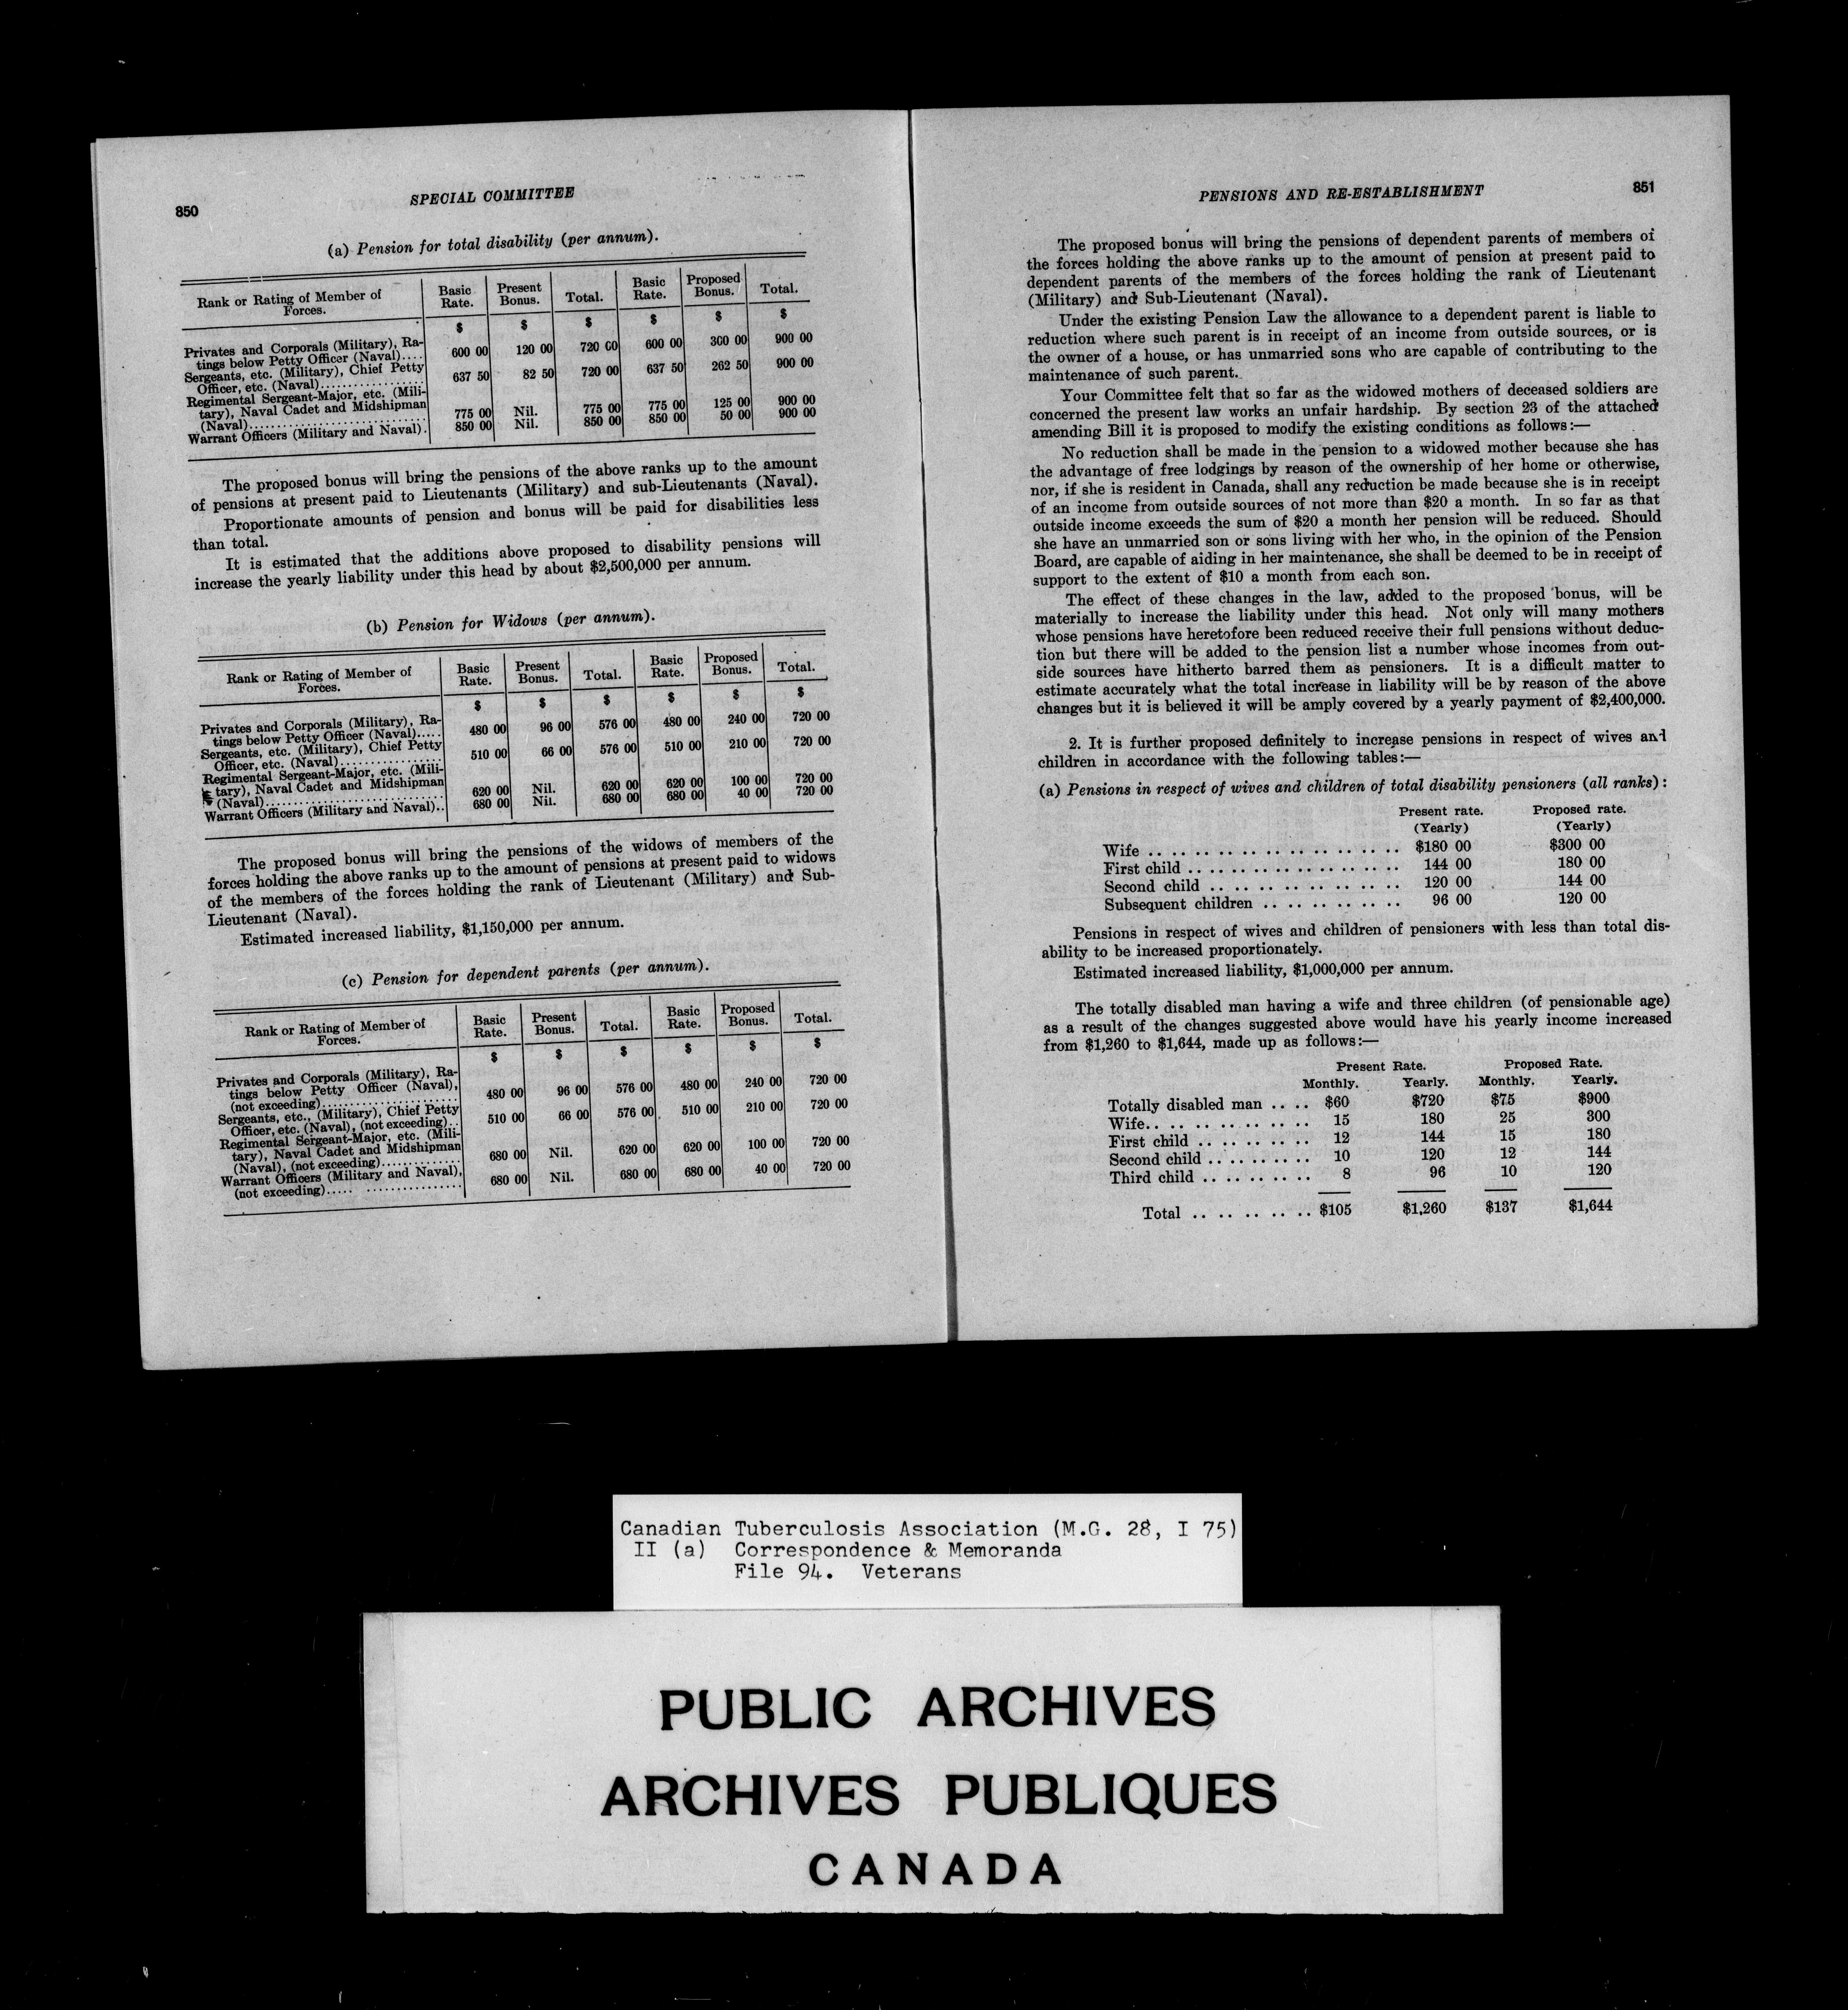 850
SPECIAL COMMITTEE
(a) Pension for total disability (per annum).
Rank or Rating of Member of Forces. | Basic Rate. | Present Bonus. | Total. | Basic Rate. | Proposed Bonus. | Total.
$ | $ | $ | $ | $ | $
Privates and Corporals (Military), Ra-
tings below Petty Officer (Naval).... 600 00 | 120 00 | 720 00 | 600 00 | 300 00 | 900 00
Sergeants, etc. (Military), Chief Petty
Officer, etc. (Naval)................. 637 50 | 82 50 | 720 00 | 637 50 | 262 50 | 900 00
Regimental Sergeant-Major, etc. (Mili-
tary), Naval Cadet and Midshipman
(Naval)............................. 775 00 | Nil. | 775 00 | 775 00 | 125 00 | 900 00
Warrant Officers (Military and Naval). 850 00 | Nil. | 850 00 | 850 00 | 50 00 | 900 00
The proposed bonus will bring the pensions of the above ranks up to the amount
of pensions at present paid to Lieutenants (Military) and sub-Lieutenants (Naval).
Proportionate amounts of pension and bonus will be paid for disabilities less
than total.
It is estimated that the additions above proposed to disability pensions will
increase the yearly liability under this head by about $2,500,000 per annum.
(b) Pension for Widows (per annum).
Rank or Rating of Member of Forces. | Basic Rate. | Present Bonus. | Total. | Basic Rate. | Proposed Bonus. | Total.
$ | $ | $ | $ | $ | $
Privates and Corporals (Military), Ra-
tings below Petty Officer (Naval)..... 480 00 | 96 00 | 576 00 | 480 00 | 240 00 | 720 00
Sergeants, etc. (Military), Chief Petty
Officer, etc. (Naval)................. 510 00 | 66 00 | 576 00 | 510 00 | 210 00 | 720 00
Regimental Sergeant-Major, etc. (Mili-
tary), Naval Cadet and Midshipman
(Naval)............................. 620 00 | Nil. | 620 00 | 620 00 | 100 00 | 720 00
Warrant Officers (Military and Naval).. 680 00 | Nil. | 680 00 | 680 00 | 40 00 | 720 00
The proposed bonus will bring the pensions of the widows of members of the
forces holding the above ranks up to the amount of pensions at present paid to widows
of the members of the forces holding the rank of Lieutenant (Military) and Sub-
Lieutenant (Naval).
Estimated increased liability, $1,150,000 per annum.
(c) Pension for dependent parents (per annum).
Rank or Rating of Member of Forces. | Basic Rate. | Present Bonus. | Total. | Basic Rate. | Proposed Bonus. | Total.
$ | $ | $ | $ | $ | $
Privates and Corporals (Military), Ra-
tings below Petty Officer (Naval),
(not exceeding)....................... 480 00 | 96 00 | 576 00 | 480 00 | 240 00 | 720 00
Sergeants, etc., (Military), Chief Petty
Officer, etc. (Naval), (not exceeding).. 510 00 | 66 00 | 576 00 | 510 00 | 210 00 | 720 00
Regimental Sergeant-Major, etc. (Mili-
tary), Naval Cadet and Midshipman
(Naval), (not exceeding)............. 680 00 | Nil. | 620 00 | 620 00 | 100 00 | 720 00
Warrant Officers (Military and Naval),
(not exceeding)..... ................ 680 00 | Nil. | 680 00 | 680 00 | 40 00 | 720 00
PENSIONS AND RE-ESTABLISHMENT
851
The proposed bonus will bring the pensions of dependent parents of members of
the forces holding the above ranks up to the amount of pension at present paid to
dependent parents of the members of the forces holding the rank of Lieutenant
(Military) and Sub-Lieutenant (Naval).
Under the existing Pension Law the allowance to a dependent parent is liable to
reduction where such parent is in receipt of an income from outside sources, or is
the owner of a house, or has unmarried sons who are capable of contributing to the
maintenance of such parent.
Your Committee felt that so far as the widowed mothers of deceased soldiers are
concerned the present law works an unfair hardship. By section 23 of the attached
amending Bill it is proposed to modify the existing conditions as follows:—
No reduction shall be made in the pension to a widowed mother because she has
the advantage of free lodgings by reason of the ownership of her home or otherwise,
nor, if she is resident in Canada, shall any reduction be made because she is in receipt
of an income from outside sources of not more than $20 a month. In so far as that
outside income exceeds the sum of $20 a month her pension will be reduced. Should
she have an unmarried son or sons living with her who, in the opinion of the Pension
Board, are capable of aiding in her maintenance, she shall be deemed to be in receipt of
support to the extent of $10 a month from each son.
The effect of these changes in the law, added to the proposed bonus, will be
materially to increase the liability under this head. Not only will many mothers
whose pensions have heretofore been reduced receive their full pensions without deduc-
tion but there will be added to the pension list a number whose incomes from out-
side sources have hitherto barred them as pensioners. It is a difficult matter to
estimate accurately what the total increase in liability will be by reason of the above
changes but it is believed it will be amply covered by a yearly payment of $2,400,000.
2. It is further proposed definitely to increase pensions in respect of wives and
children in accordance with the following tables:—
(a) Pensions in respect of wives and children of total disability pensioners (all ranks):
Present rate. Proposed rate.
(Yearly) (Yearly)
Wife .. .. .. .. .. .. .. .. .. .. .. $180 00 $300 00
First child .. .. .. .. .. .. .. .. .. 144 00 180 00
Second child .. .. .. .. .. .. .. .. 120 00 144 00
Subsequent children .. .. .. .. .. .. 96 00 120 00
Pensions in respect of wives and children of pensioners with less than total dis-
ability to be increased proportionately.
Estimated increased liability, $1,000,000 per annum.
The totally disabled man having a wife and three children (of pensionable age)
as a result of the changes suggested above would have his yearly income increased
from $1,260 to $1,644, made up as follows:—
Present Rate. Proposed Rate.
Monthly. Yearly. Monthly. Yearly.
Totally disabled man .. .. $60 $720 $75 $900
Wife.. .. .. .. .. .. .. 15 180 25 300
First child .. .. .. .. .. 12 144 15 180
Second child .. .. .. .. .. 10 120 12 144
Third child .. .. .. .. .. 8 96 10 120
Total .. .. .. .. .. $105 $1,260 $137 $1,644
Canadian Tuberculosis Association (M.G. 28, I 75)
II (a) Correspondence & Memoranda
File 94. Veterans
PUBLIC ARCHIVES
ARCHIVES PUBLIQUES
CANADA